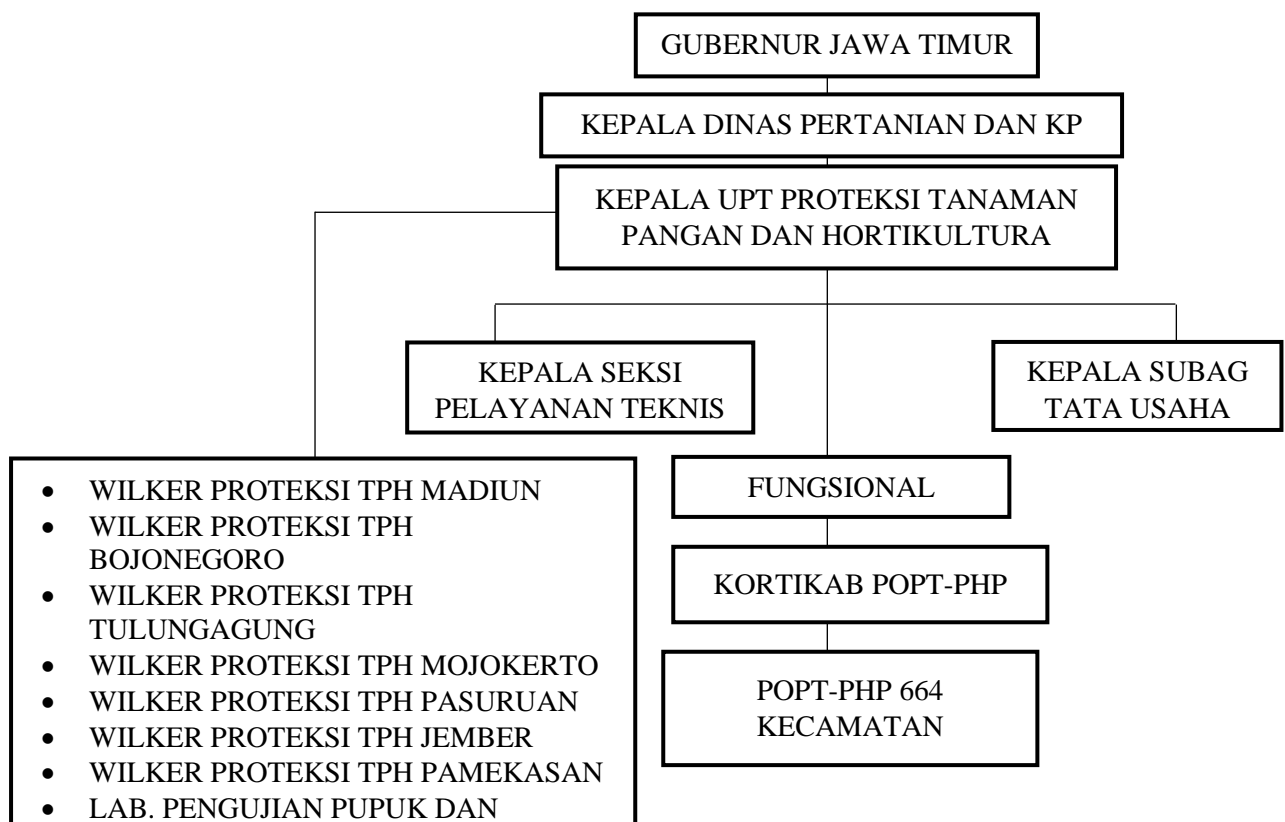 GUBERNUR JAWA TIMUR
KEPALA DINAS PERTANIAN DAN KP
KEPALA UPT PROTEKSI TANAMAN
PANGAN DAN HORTIKULTURA
KEPALA SEKSI
PELAYANAN TEKNIS
KEPALA SUBAG
TATA USAHA
• WILKER PROTEKSI TPH MADIUN
• WILKER PROTEKSI TPH
BOJONEGORO
• WILKER PROTEKSI TPH
TULUNGAGUNG
• WILKER PROTEKSI TPH MOJOKERTO
• WILKER PROTEKSI TPH PASURUAN
• WILKER PROTEKSI TPH JEMBER
• WILKER PROTEKSI TPH PAMEKASAN
• LAB. PENGUJIAN PUPUK DAN
FUNGSIONAL
KORTIKAB POPT-PHP
POPT-PHP 664
KECAMATAN